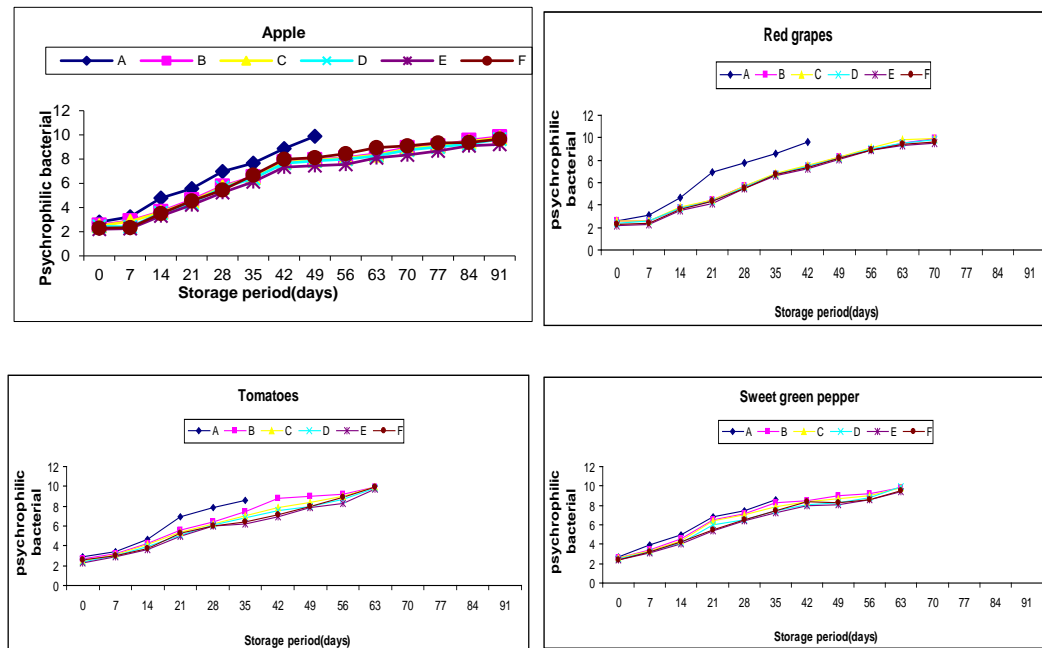 Apple
A B C D E F
Psychrophilic bacterial
12
10
8
6
4
2
0
0 7 14 21 28 35 42 49 56 63 70 77 84 91
Storage period(days)
Red grapes
A B C D E F
psychrophilic
bacterial
12
10
8
6
4
2
0
0 7 14 21 28 35 42 49 56 63 70 77 84 91
Storage period(days)
Tomatoes
A B C D E F
psychrophilic
bacterial
12
10
8
6
4
2
0
0 7 14 21 28 35 42 49 56 63 70 77 84 91
Storage period(days)
Sweet green pepper
A B C D E F
psychrophilic
bacterial
12
10
8
6
4
2
0
0 7 14 21 28 35 42 49 56 63 70 77 84 91
Storage period(days)